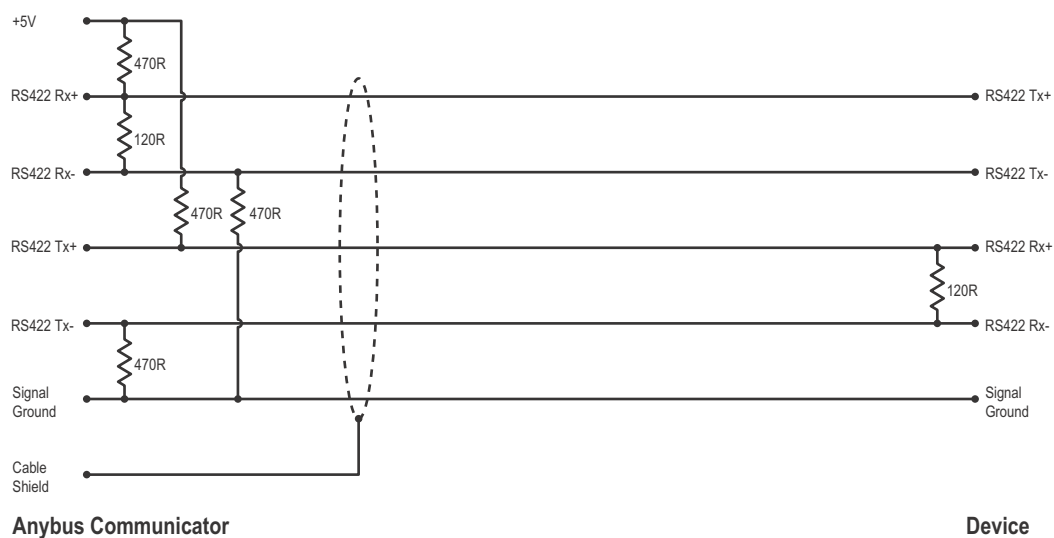 +5V
470R
RS422 Rx+
RS422 Tx+
120R
RS422 Rx-
RS422 Tx-
470R
470R
RS422 Tx+
RS422 Rx+
120R
RS422 Tx-
RS422 Rx-
470R
Signal
Ground
Signal
Ground
Cable
Shield
Anybus Communicator
Device